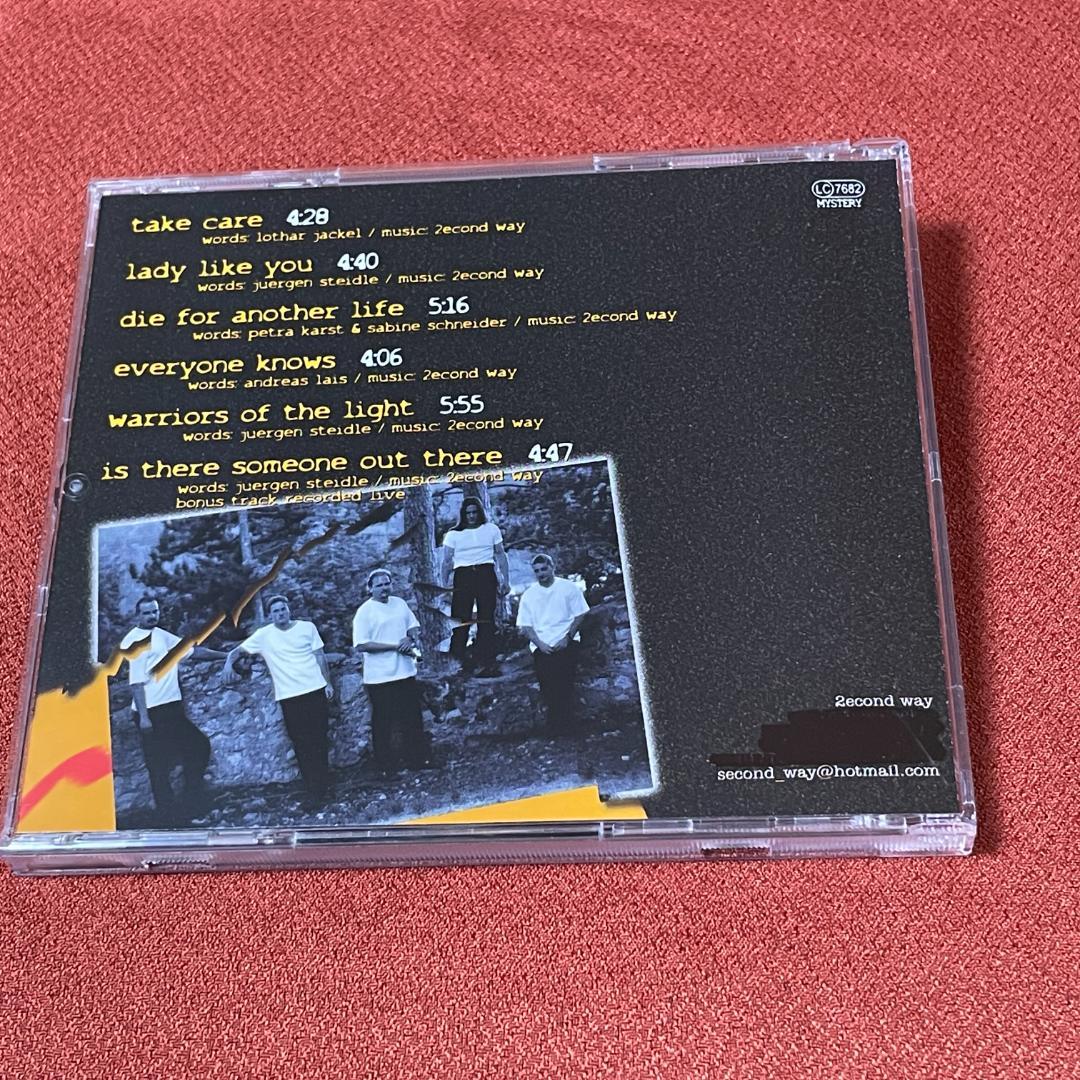 LC 7682
MYSTERY
take care 4:28
words: lothar jackel / music: 2econd way
lady like you 4:40
words: juergen steidle / music: 2econd way
die for another life 5:16
words: petra karst & sabine schneider / music: 2econd way
everyone knows 4:06
words: andreas lais / music: 2econd way
warriors of the light 5:55
words: juergen steidle / music: 2econd way
is there someone out there 4:47
words: juergen steidle / music: 2econd way
bonus track recorded live
2econd way
second_way@hotmail.com